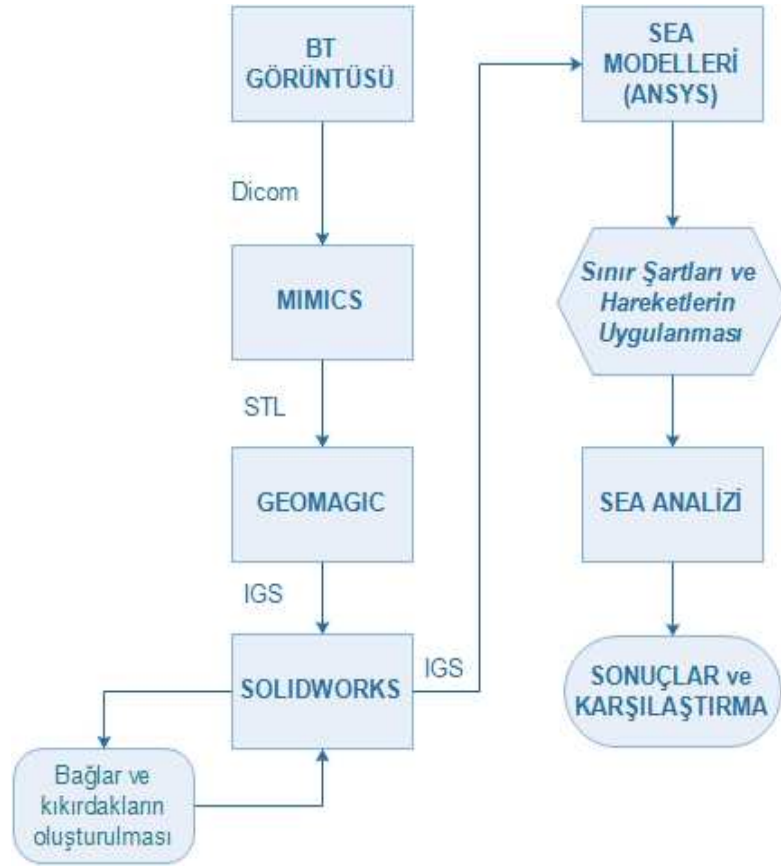 BT
GÖRÜNTÜSÜ
Dicom
MIMICS
STL
GEOMAGIC
IGS
SOLIDWORKS
IGS
Bağlar ve
kıkırdakların
oluşturulması
SEA
MODELLERİ
(ANSYS)
Sınır Şartları ve
Hareketlerin
Uygulanması
SEA ANALİZİ
SONUÇLAR ve
KARŞILAŞTIRMA